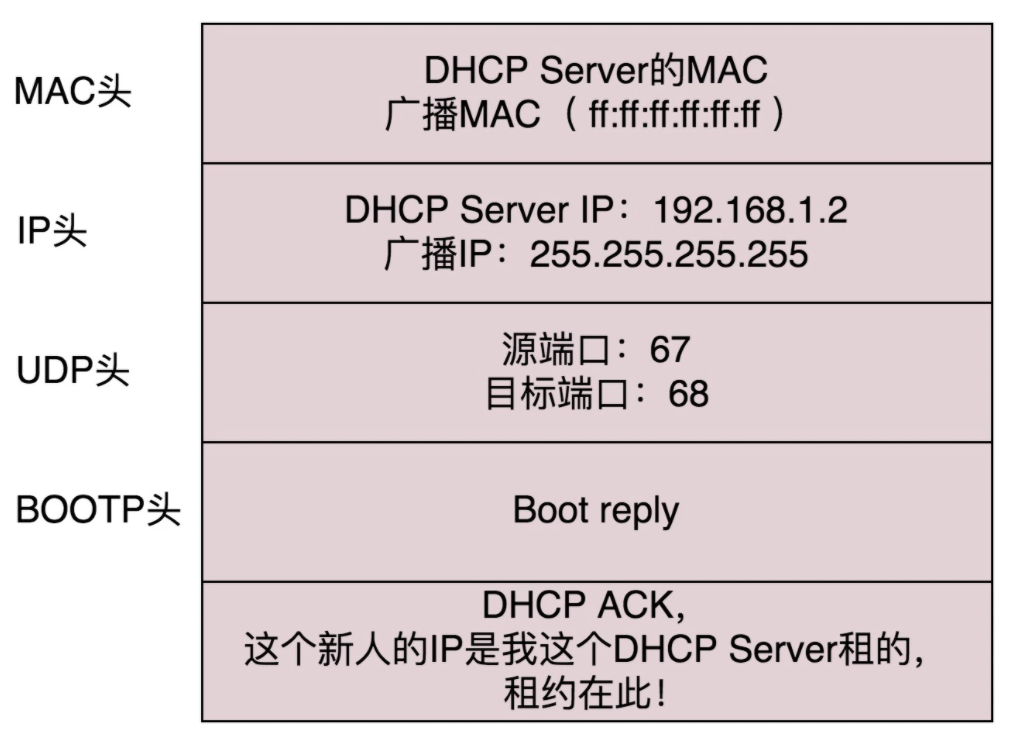 MAC头
DHCP Server的MAC
广播MAC（ff:ff:ff:ff:ff:ff）
IP头
DHCP Server IP：192.168.1.2
广播IP：255.255.255.255
UDP头
源端口：67
目标端口：68
BOOTP头
Boot reply
DHCP ACK，
这个新人的IP是我这个DHCP Server租的，
租约在此！